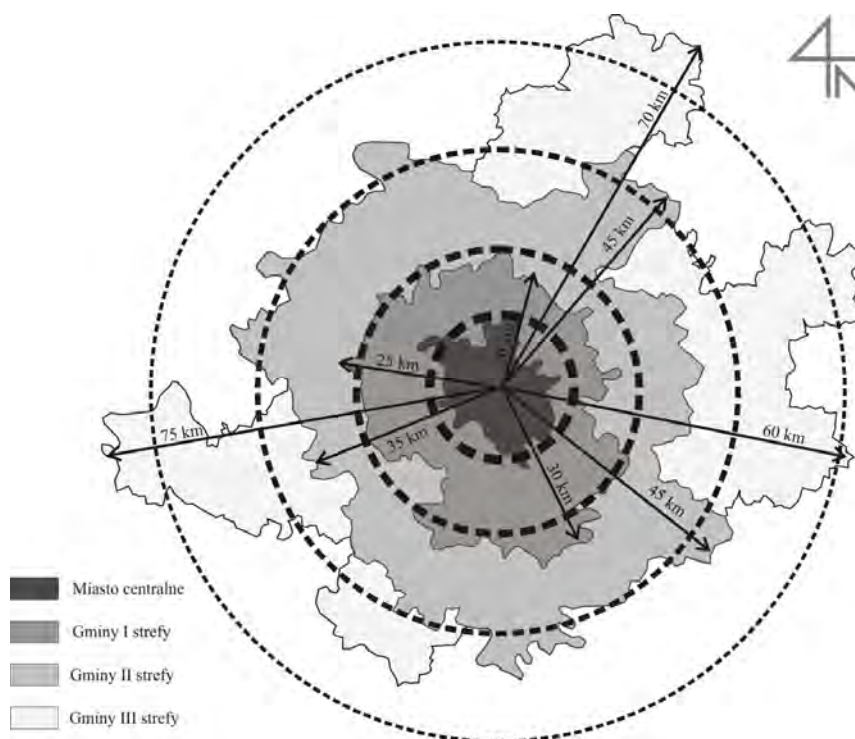 N
70 km
45 km
25 km
75 km
35 km
30 km
45 km
60 km
Miasto centralne
Gminy I strefy
Gminy II strefy
Gminy III strefy